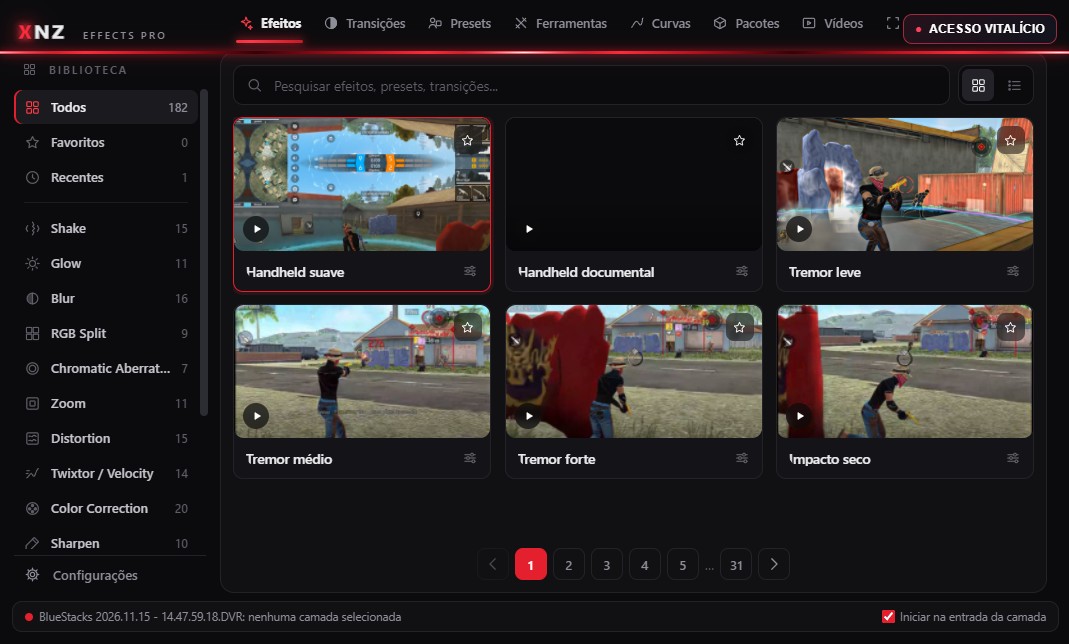 XNZ EFFECTS PRO
Efeitos
Transições
Presets
Ferramentas
Curvas
Pacotes
Vídeos
ACESSO VITALÍCIO
BIBLIOTECA
Todos 182
Favoritos 0
Recentes 1
Shake 15
Glow 11
Blur 16
RGB Split 9
Chromatic Aberrat... 7
Zoom 11
Distortion 15
Twixtor / Velocity 14
Color Correction 20
Sharpen 10
Configurações
Pesquisar efeitos, presets, transições...
Handheld suave
Handheld documental
Tremor leve
Tremor médio
Tremor forte
Impacto seco
1 2 3 4 5 ... 31
BlueStacks 2026.11.15 - 14.47.59.18.DVR: nenhuma camada selecionada
Iniciar na entrada da camada